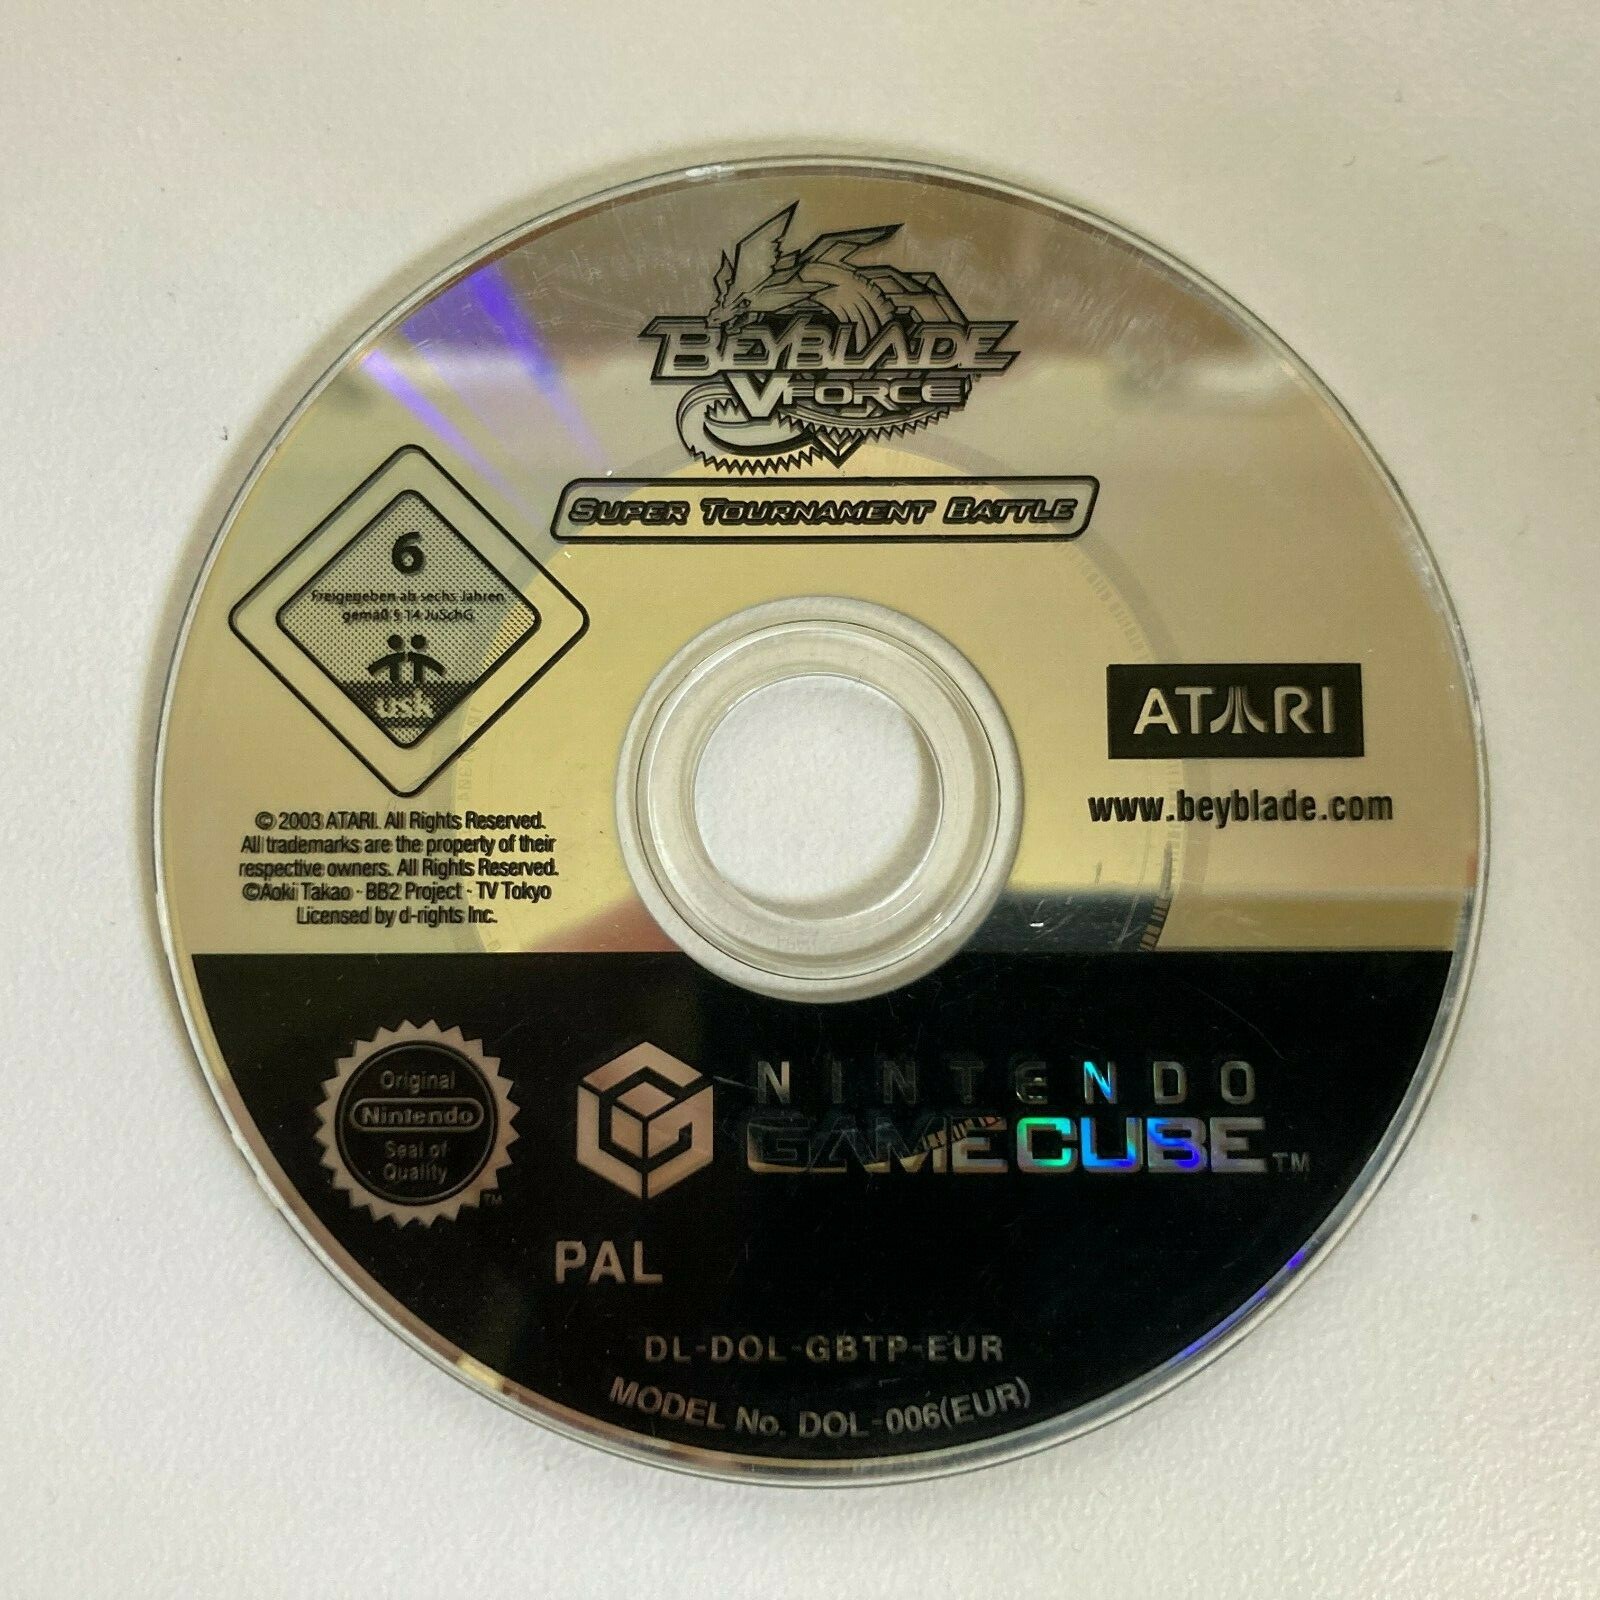 BEYBLADE
VFORCE™
SUPER TOURNAMENT BATTLE
6
Freigegeben ab sechs Jahren
gemäß § 14 JuSchG
usk
ATARI
www.beyblade.com
© 2003 ATARI. All Rights Reserved.
All trademarks are the property of their
respective owners. All Rights Reserved.
©Aoki Takao - BB2 Project - TV Tokyo
Licensed by d-rights Inc.
Original
Nintendo
Seal of
Quality
TM
NINTENDO
GAMECUBE™
PAL
DL-DOL-GBTP-EUR
MODEL No. DOL-006(EUR)